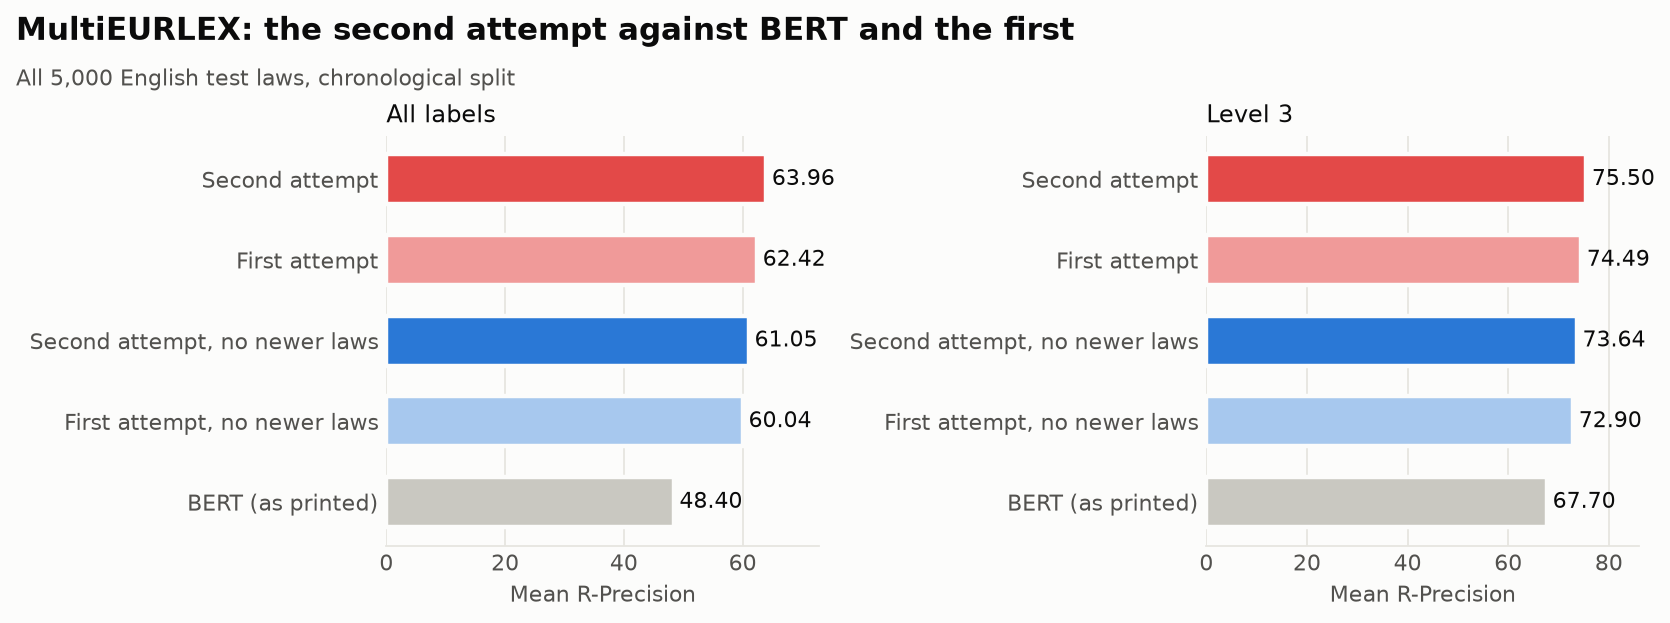 MultiEURLEX: the second attempt against BERT and the first
All 5,000 English test laws, chronological split
All labels
Second attempt
63.96
First attempt
62.42
Second attempt, no newer laws
61.05
First attempt, no newer laws
60.04
BERT (as printed)
48.40
0 20 40 60
Mean R-Precision
Level 3
Second attempt
75.50
First attempt
74.49
Second attempt, no newer laws
73.64
First attempt, no newer laws
72.90
BERT (as printed)
67.70
0 20 40 60 80
Mean R-Precision